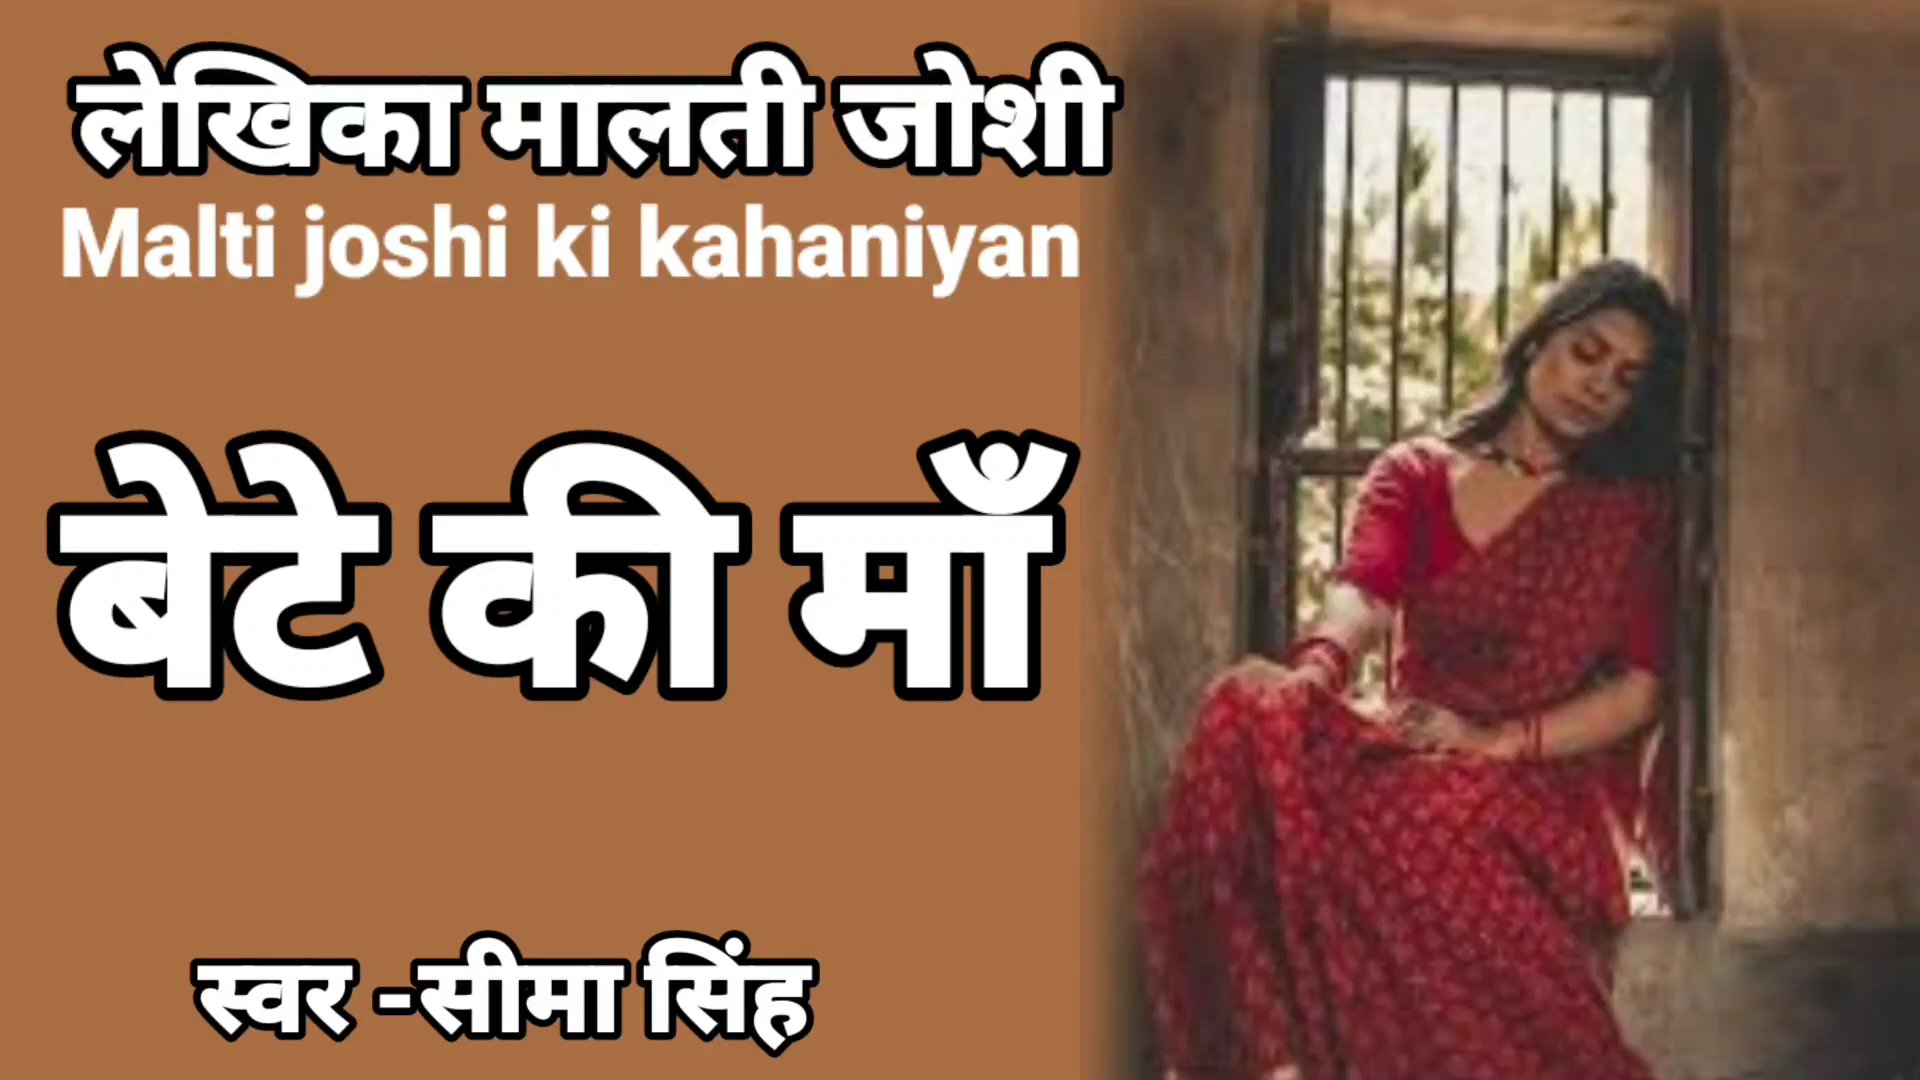 लेखिका मालती जोशी
Malti joshi ki kahaniyan
बेटे की माँ
स्वर -सीमा सिंह